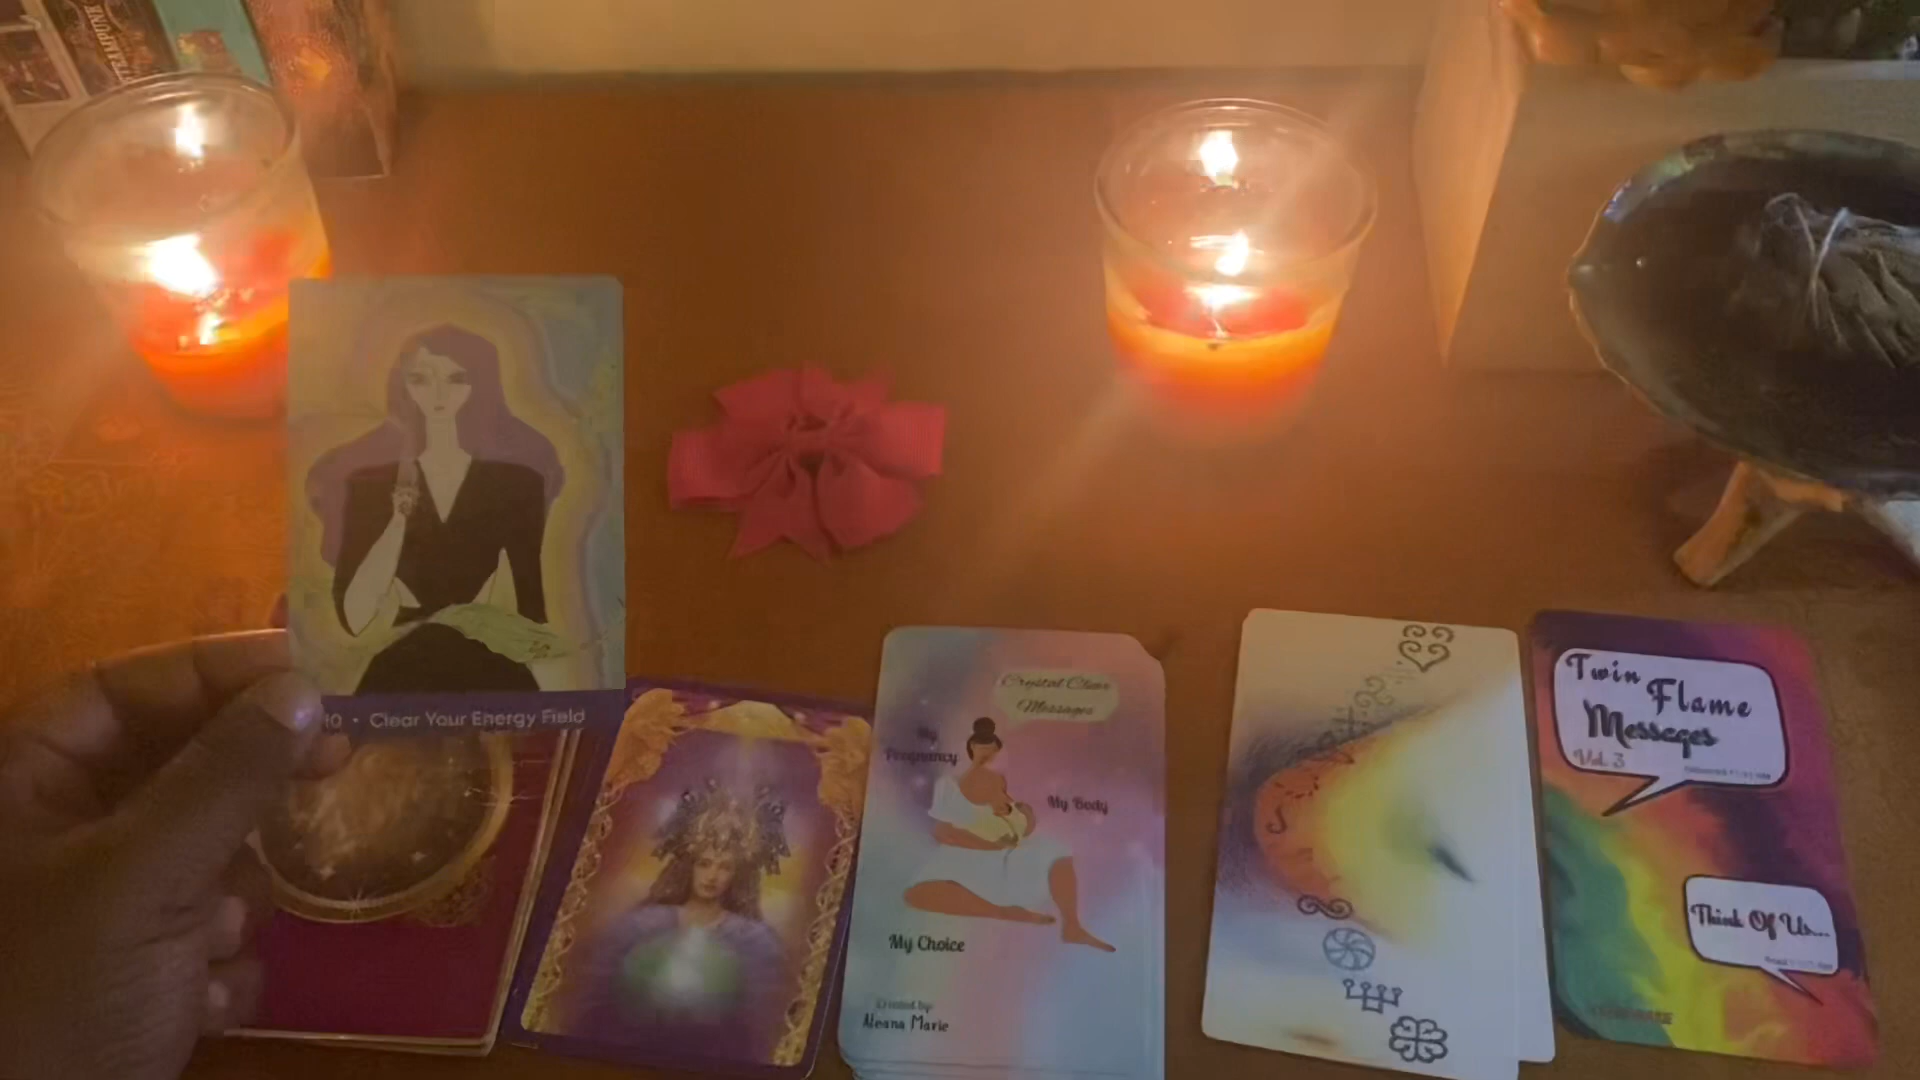 10 • Clear Your Energy Field
Crystal Clear
Messages
My
Pregnancy
My Body
My Choice
Created by:
Aleana Marie
Twin
Flame
Messages
Vol. 3
Think Of Us...